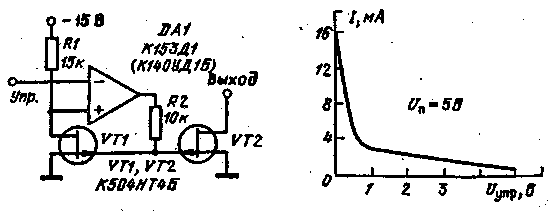 -15 В
DA1
К153Д1
(К140УД1Б)
R1
15к
Упр.
−
+
R2
10к
Выход
VT1
VT2
VT1, VT2
К504НТ4Б
I, мА
16
12
8
4
0
1
2
3
Uп = 5В
Uупр, В